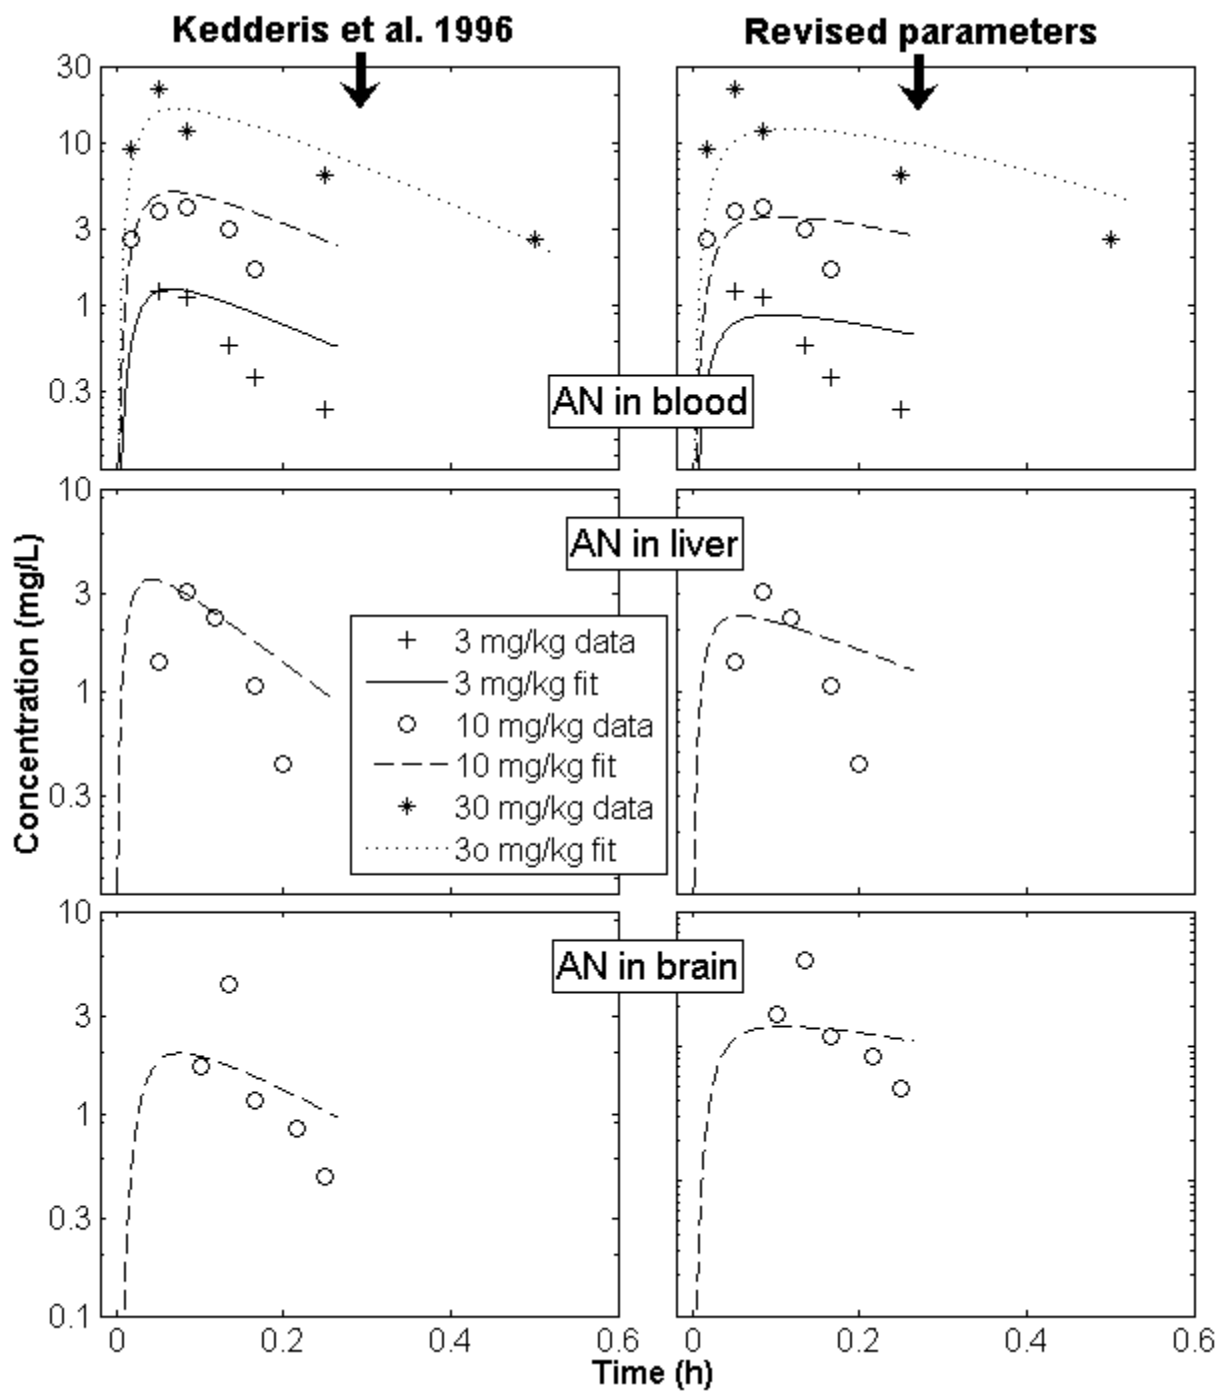 Kedderis et al. 1996
Revised parameters
30
10
3
1
0.3
AN in blood
10
3
1
0.3
AN in liver
3 mg/kg data
3 mg/kg fit
10 mg/kg data
10 mg/kg fit
30 mg/kg data
3o mg/kg fit
Concentration (mg/L)
10
3
1
0.3
0.1
AN in brain
0
0.2
0.4
0.6
0
0.2
0.4
0.6
Time (h)